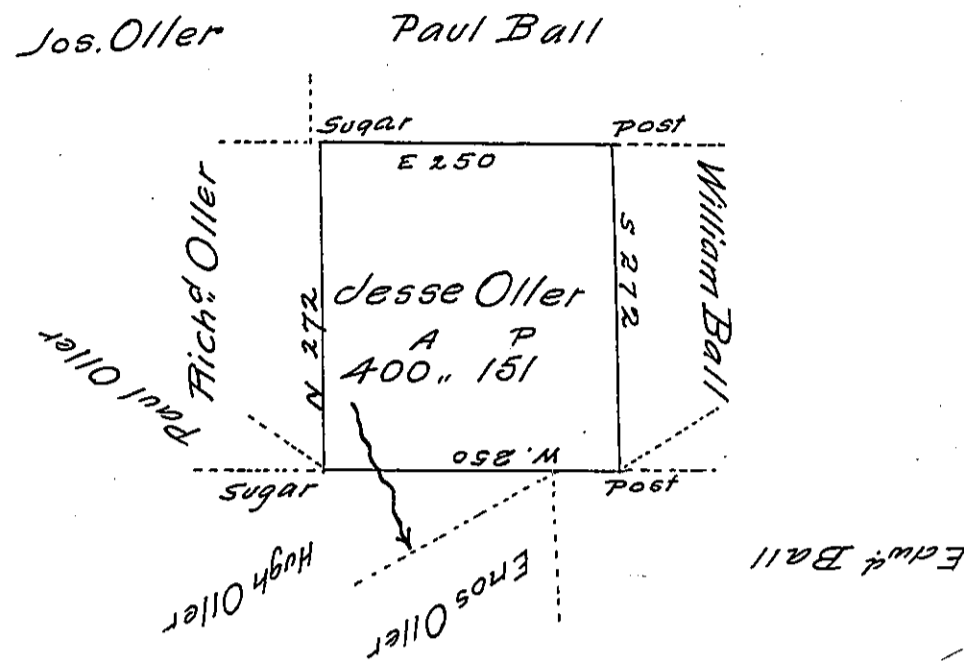 Jos. Oller
Paul Ball
Sugar
Post
E 250
Rich.d Oller
N 272
Jesse Oller
A P
400,, 151
S 272
William Ball
Paul Oller
W. 250
Sugar
Post
Hugh Oller
Enos Oller
Edwd. Ball